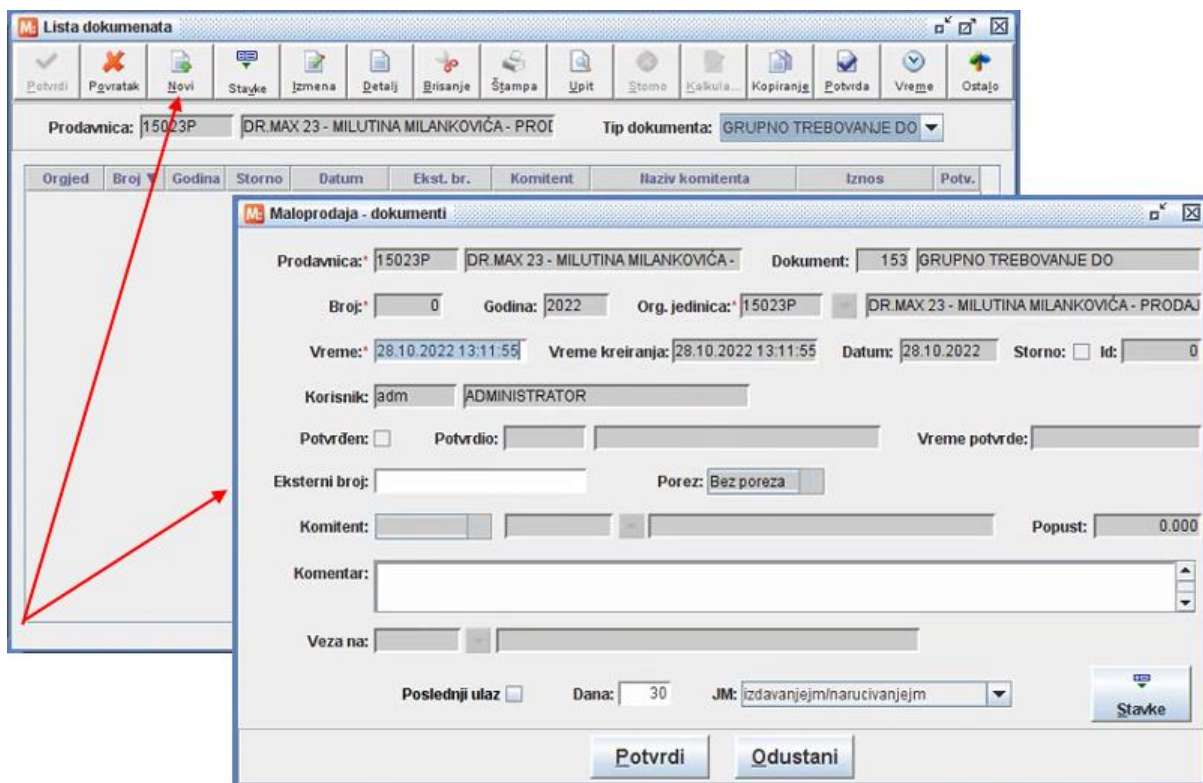 Lista dokumenata
Potvrdi Povratak Novi Stavke Izmena Detalj Brisanje Štampa Upit Storno Kalkula... Kopiranje Potvrda Vreme Ostalo
Prodavnica: 15023P DR.MAX 23 - MILUTINA MILANKOVIĆA - PROD Tip dokumenta: GRUPNO TREBOVANJE DO
Orgjed Broj Godina Storno Datum Ekst. br. Komitent Naziv komitenta Iznos Potv.
Maloprodaja - dokumenti
Prodavnica:* 15023P DR.MAX 23 - MILUTINA MILANKOVIĆA - Dokument: 153 GRUPNO TREBOVANJE DO
Broj:* 0 Godina: 2022 Org. jedinica:* 15023P DR.MAX 23 - MILUTINA MILANKOVIĆA - PRODAJ
Vreme:* 28.10.2022 13:11:55 Vreme kreiranja: 28.10.2022 13:11:55 Datum: 28.10.2022 Storno: Id: 0
Korisnik: adm ADMINISTRATOR
Potvrđen: Potvrdio: Vreme potvrde:
Eksterni broj: Porez: Bez poreza
Komitent: Popust: 0.000
Komentar:
Veza na:
Poslednji ulaz Dana: 30 JM: izdavanjejm/narucivanjejm Stavke
Potvrdi Odustani